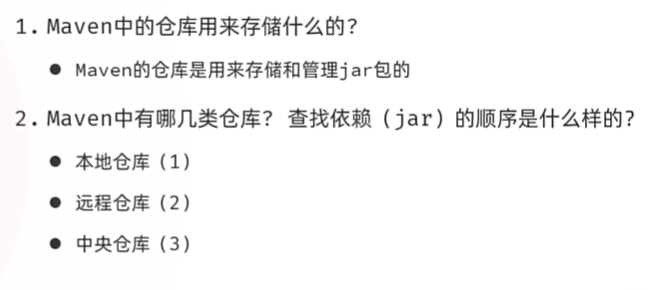 1. Maven中的仓库用来存储什么的？
● Maven的仓库是用来存储和管理jar包的
2. Maven中有哪几类仓库？ 查找依赖（jar）的顺序是什么样的？
● 本地仓库（1）
● 远程仓库（2）
● 中央仓库（3）